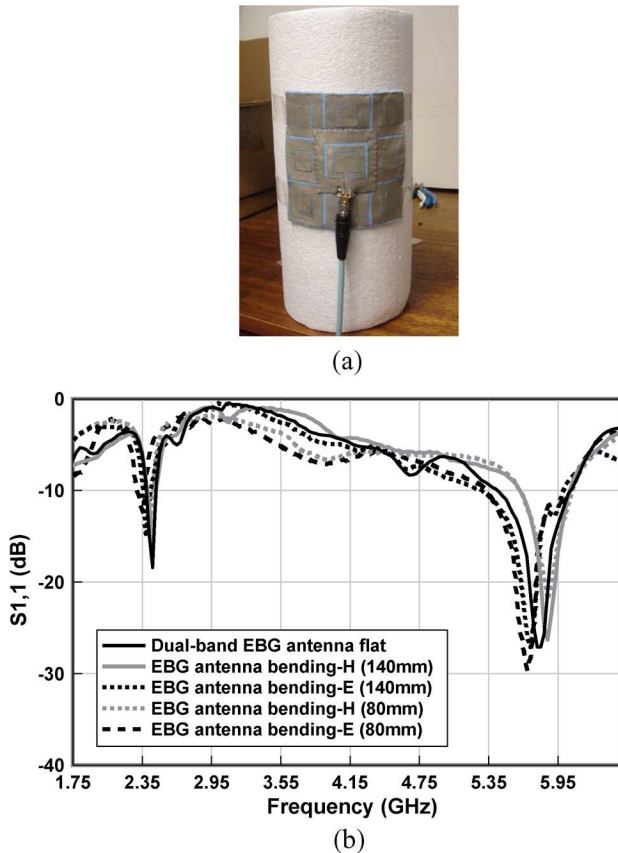 (a)
0
-10
-20
-30
-40
S1,1 (dB)
Dual-band EBG antenna flat
EBG antenna bending-H (140mm)
EBG antenna bending-E (140mm)
EBG antenna bending-H (80mm)
EBG antenna bending-E (80mm)
1.75 2.35 2.95 3.55 4.15 4.75 5.35 5.95
Frequency (GHz)
(b)